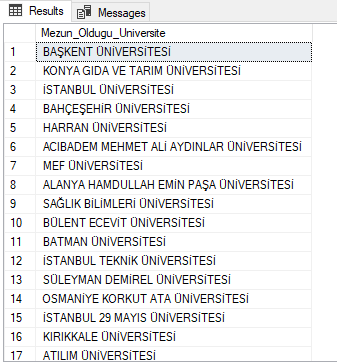 Results Messages
Mezun_Oldugu_Universite
1 BAŞKENT ÜNİVERSİTESİ
2 KONYA GIDA VE TARIM ÜNİVERSİTESİ
3 İSTANBUL ÜNİVERSİTESİ
4 BAHÇEŞEHİR ÜNİVERSİTESİ
5 HARRAN ÜNİVERSİTESİ
6 ACIBADEM MEHMET ALİ AYDINLAR ÜNİVERSİTESİ
7 MEF ÜNİVERSİTESİ
8 ALANYA HAMDULLAH EMİN PAŞA ÜNİVERSİTESİ
9 SAĞLIK BİLİMLERİ ÜNİVERSİTESİ
10 BÜLENT ECEVİT ÜNİVERSİTESİ
11 BATMAN ÜNİVERSİTESİ
12 İSTANBUL TEKNİK ÜNİVERSİTESİ
13 SÜLEYMAN DEMİREL ÜNİVERSİTESİ
14 OSMANİYE KORKUT ATA ÜNİVERSİTESİ
15 İSTANBUL 29 MAYIS ÜNİVERSİTESİ
16 KIRIKKALE ÜNİVERSİTESİ
17 ATILIM ÜNİVERSİTESİ